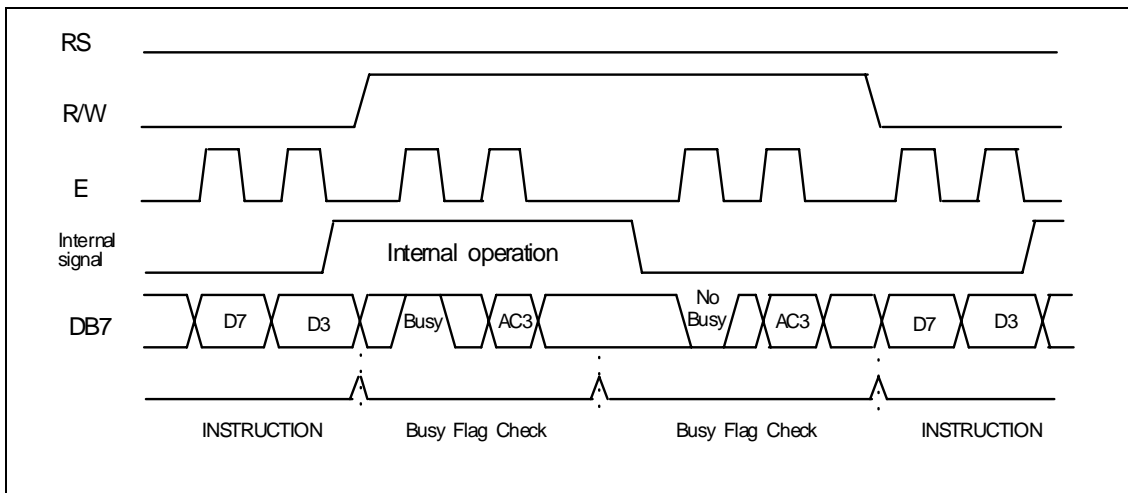 RS
R/W
E
Internal
signal
Internal operation
DB7
D7
D3
Busy
AC3
No
Busy
AC3
D7
D3
INSTRUCTION
Busy Flag Check
Busy Flag Check
INSTRUCTION